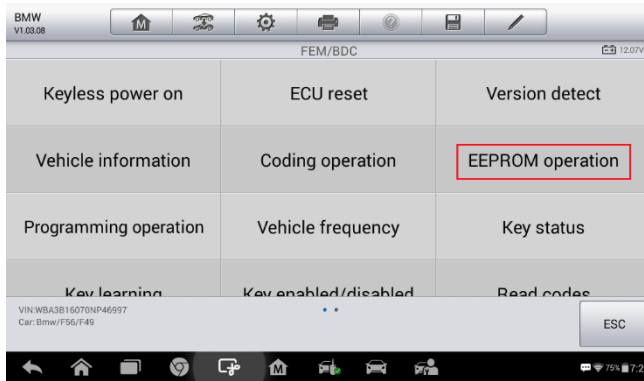 BMW
V1.03.08
FEM/BDC
12.07V
Keyless power on
ECU reset
Version detect
Vehicle information
Coding operation
EEPROM operation
Programming operation
Vehicle frequency
Key status
Key learning
Key enabled/disabled
Read codes
VIN:WBA3B16070NP46997
Car: Bmw/F56/F49
ESC
M
M
75%
7:2